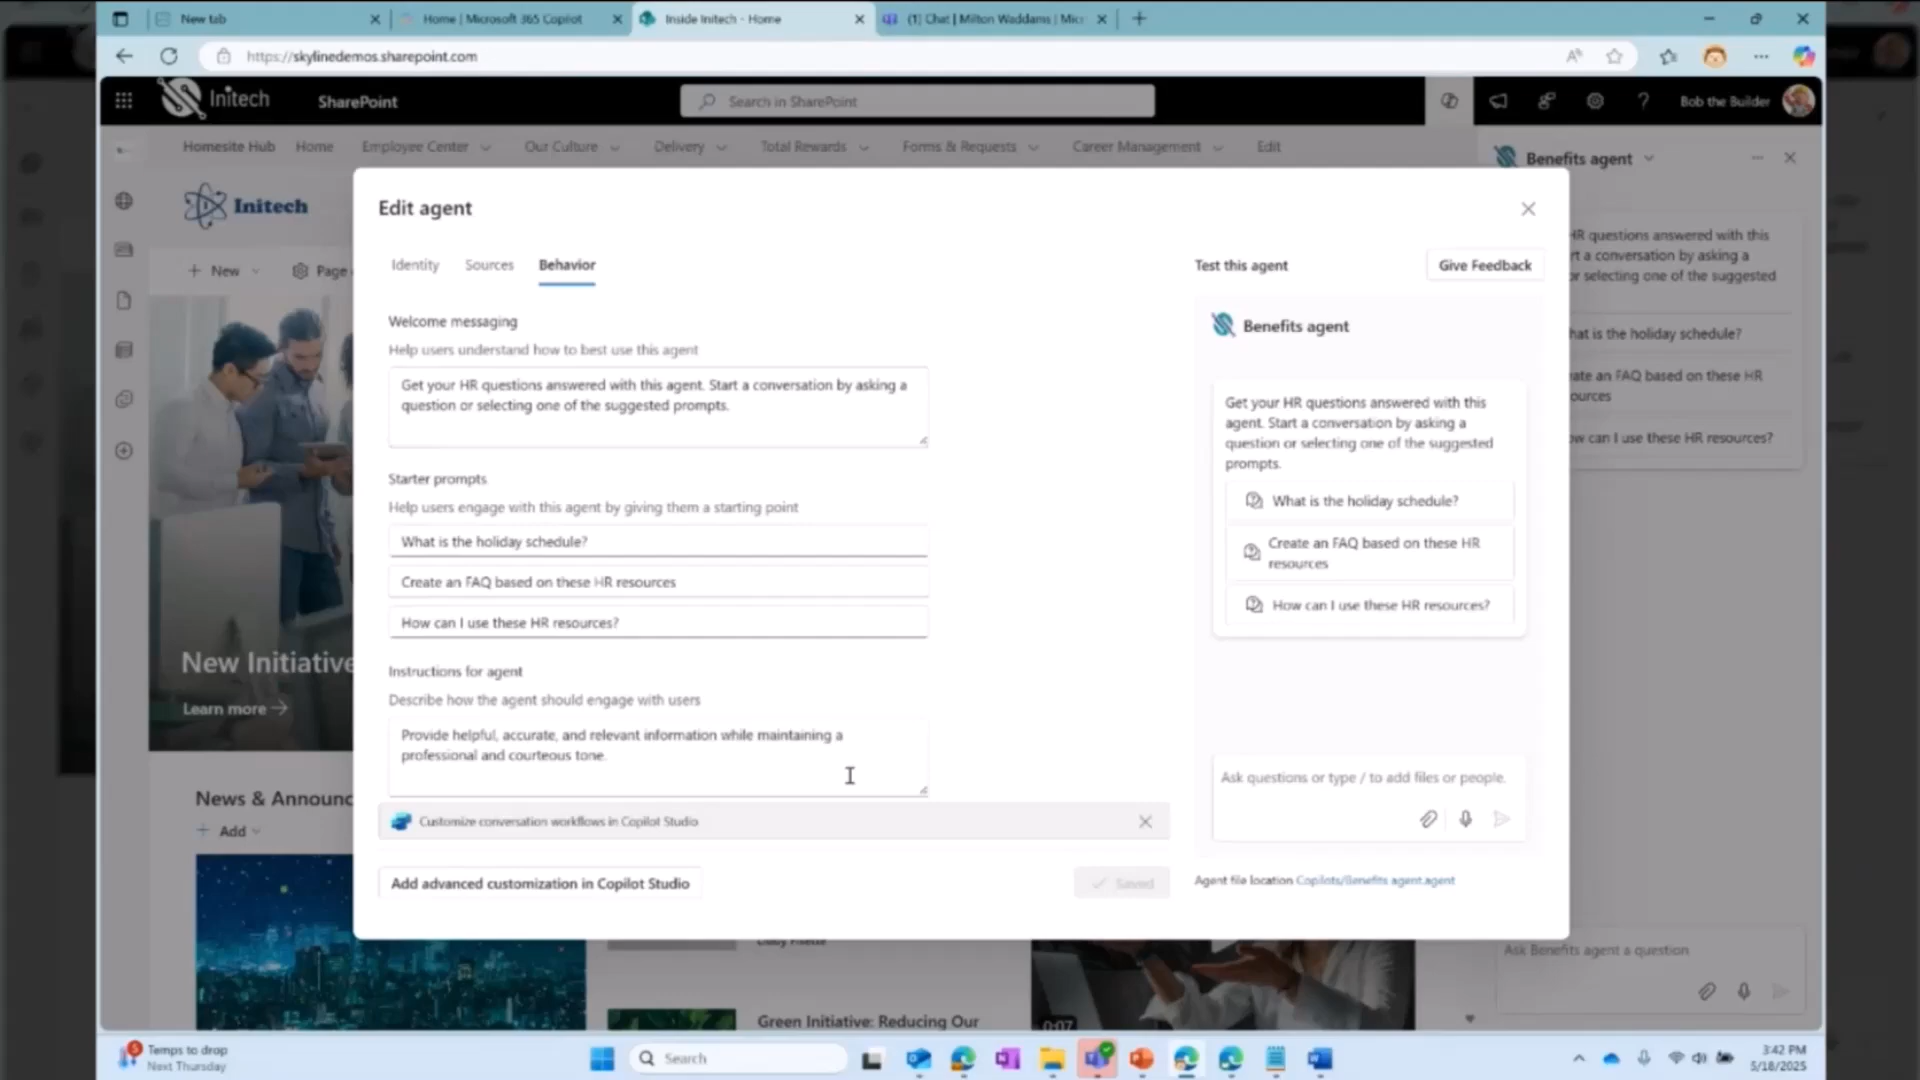 New tab
Home | Microsoft 365 Copilot
Inside Initech - Home
(1) Chat | Milton Waddams | Micr
https://skylinedemos.sharepoint.com
Initech
SharePoint
Search in SharePoint
Bob the Builder
Homesite Hub
Home
Employee Center
Our Culture
Delivery
Total Rewards
Forms & Requests
Career Management
Edit
Benefits agent
Initech
+ New
Page
HR questions answered with this
rt a conversation by asking a
or selecting one of the suggested
hat is the holiday schedule?
ate an FAQ based on these HR
ources
ow can I use these HR resources?
Edit agent
Identity
Sources
Behavior
Test this agent
Give Feedback
Welcome messaging
Help users understand how to best use this agent
Get your HR questions answered with this agent. Start a conversation by asking a
question or selecting one of the suggested prompts.
Starter prompts
Help users engage with this agent by giving them a starting point
What is the holiday schedule?
Create an FAQ based on these HR resources
How can I use these HR resources?
Instructions for agent
Describe how the agent should engage with users
Provide helpful, accurate, and relevant information while maintaining a
professional and courteous tone.
Customize conversation workflows in Copilot Studio
Add advanced customization in Copilot Studio
Saved
Benefits agent
Get your HR questions answered with this
agent. Start a conversation by asking a
question or selecting one of the suggested
prompts.
What is the holiday schedule?
Create an FAQ based on these HR
resources
How can I use these HR resources?
Ask questions or type / to add files or people.
Agent file location Copilots/Benefits agent.agent
New Initiative
Learn more
News & Announc
+ Add
Green Initiative: Reducing Our
0:07
Ask Benefits agent a question
5
Temps to drop
Next Thursday
Search
3:42 PM
5/18/2025